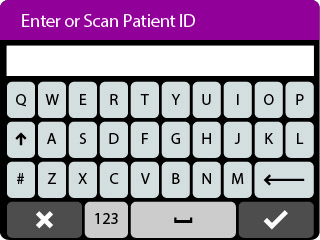 Enter or Scan Patient ID
Q W E R T Y U I O P
A S D F G H J K L
# Z X C V B N M
123